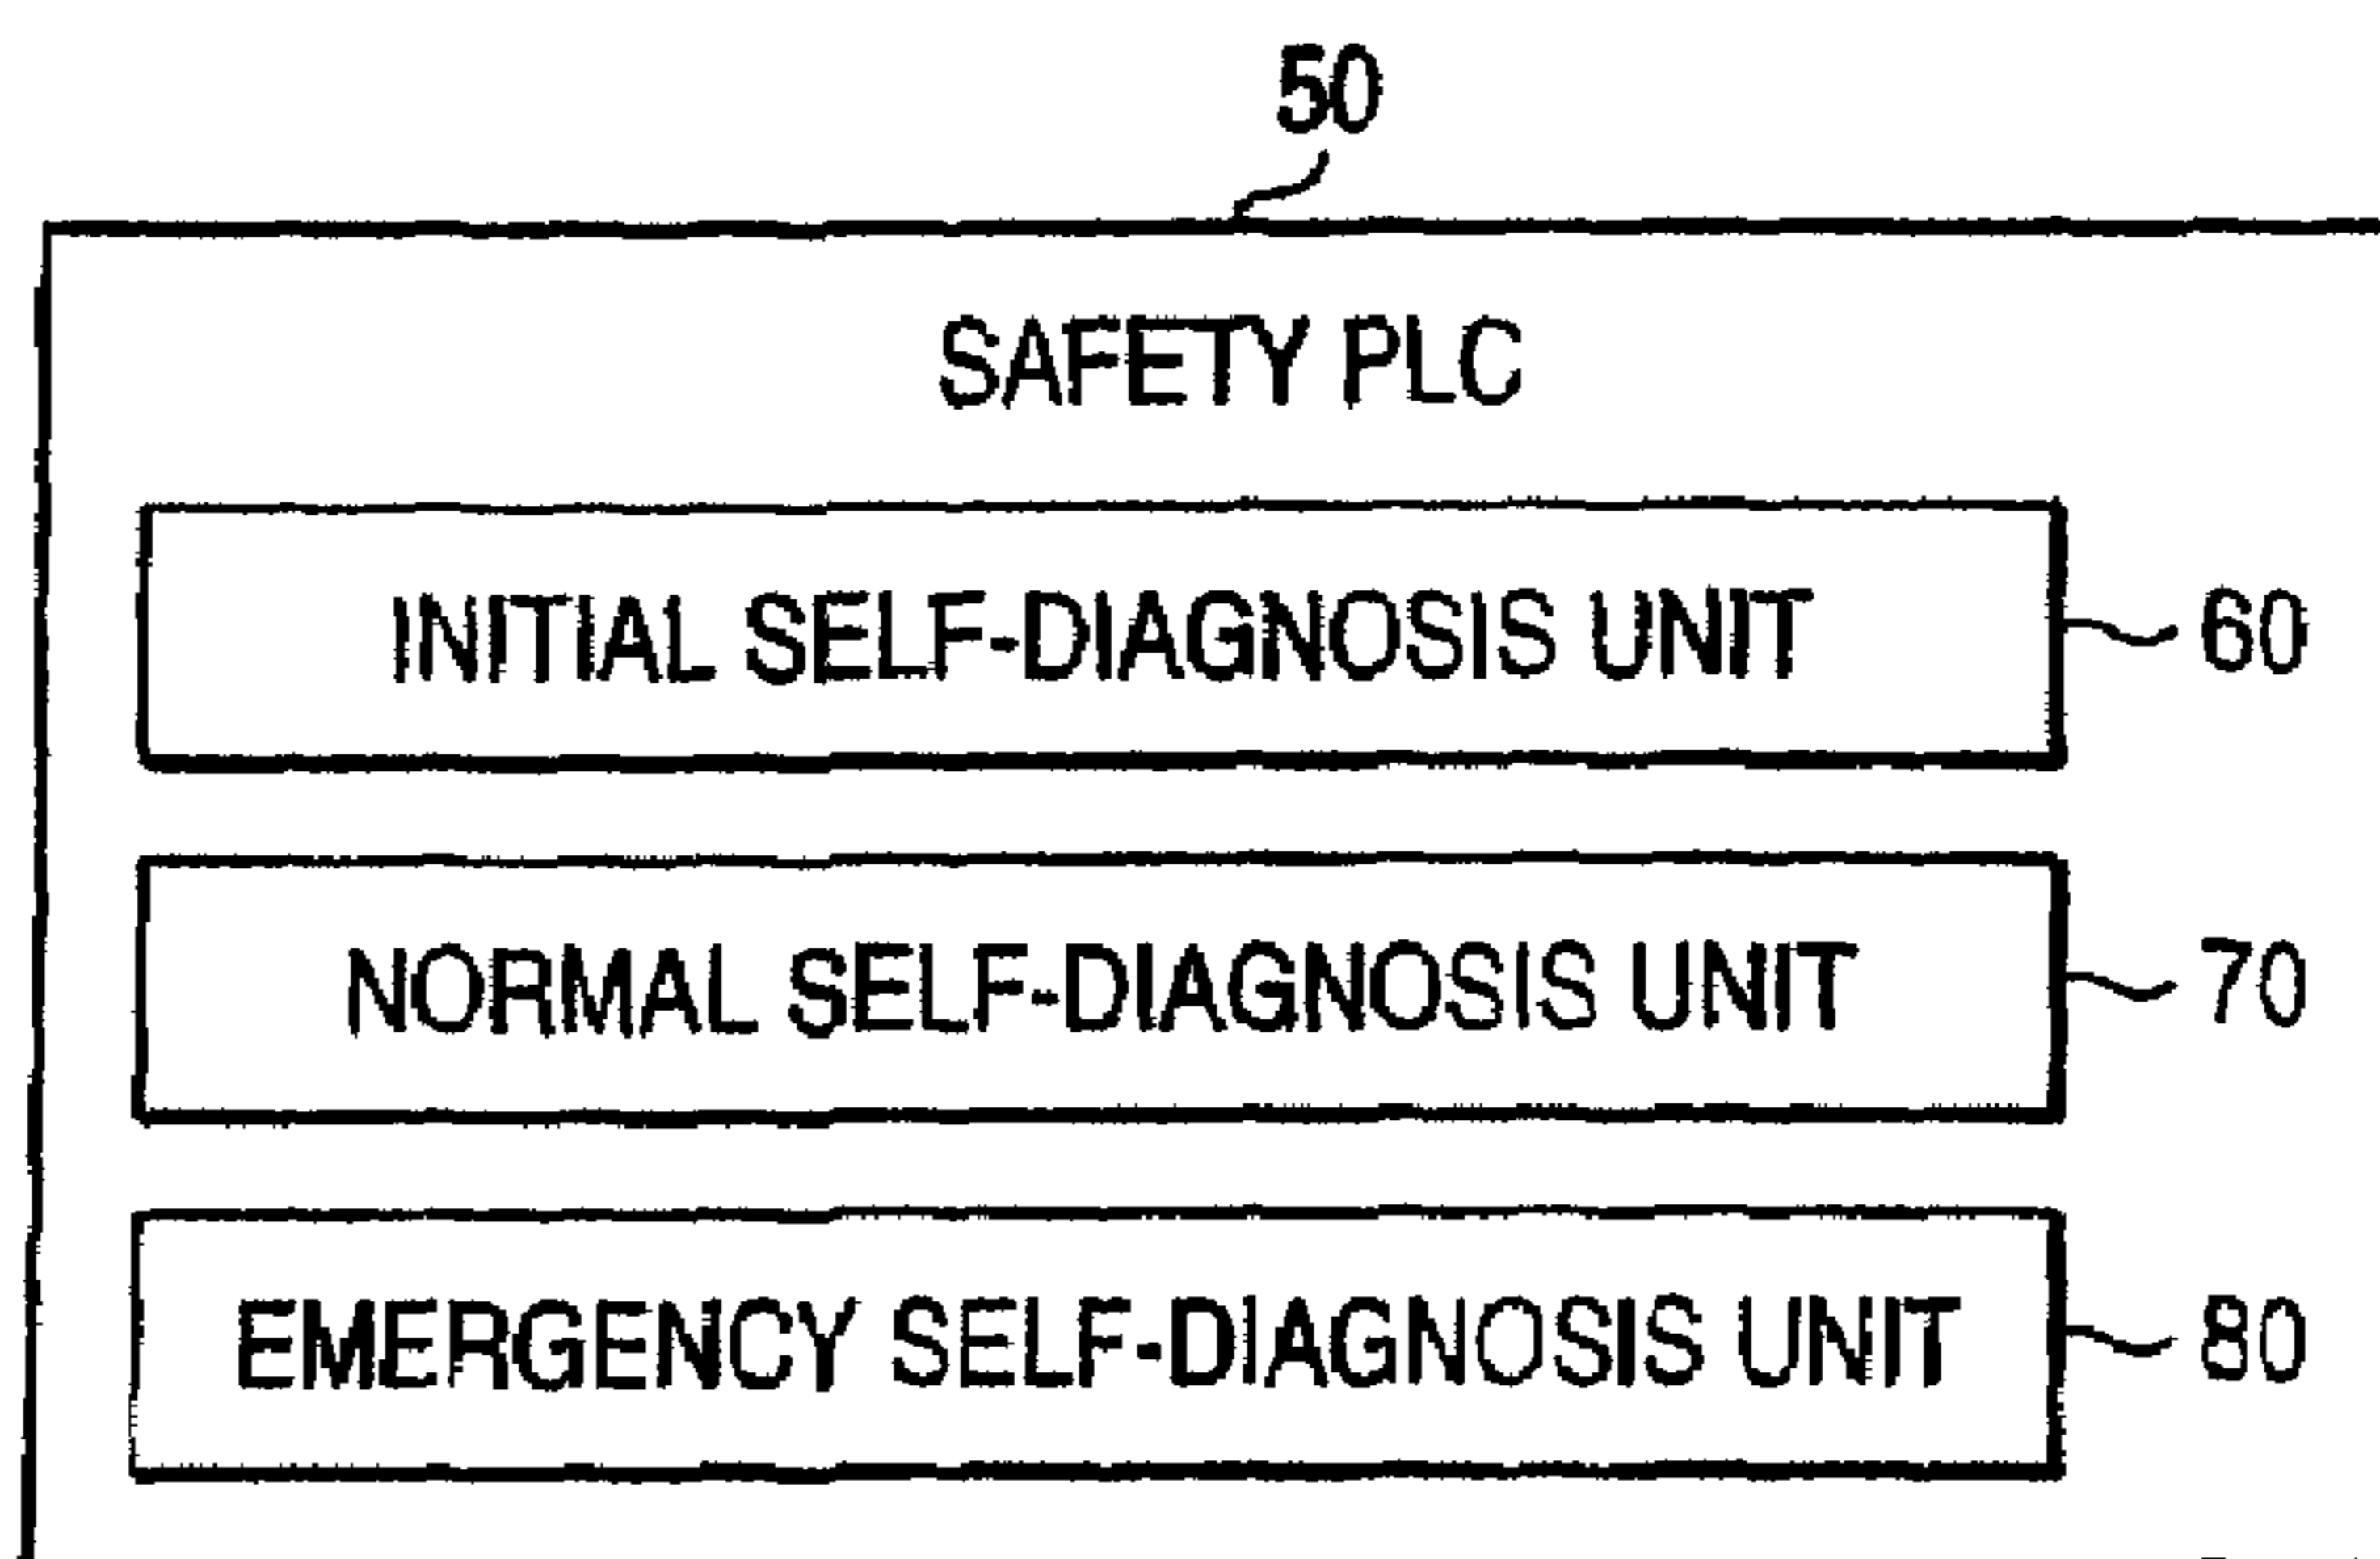 50
SAFETY PLC
INITIAL SELF-DIAGNOSIS UNIT
60
NORMAL SELF-DIAGNOSIS UNIT
70
EMERGENCY SELF-DIAGNOSIS UNIT
80